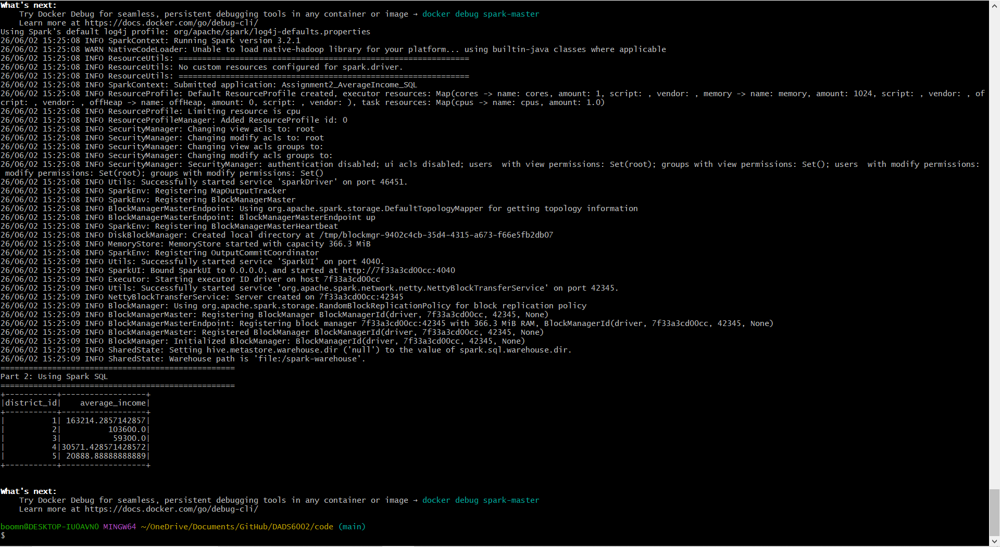 What's next:
    Try Docker Debug for seamless, persistent debugging tools in any container or image → docker debug spark-master
    Learn more at https://docs.docker.com/go/debug-cli/
Using Spark's default log4j profile: org/apache/spark/log4j-defaults.properties
26/06/02 15:25:08 INFO SparkContext: Running Spark version 3.2.1
26/06/02 15:25:08 WARN NativeCodeLoader: Unable to load native-hadoop library for your platform... using builtin-java classes where applicable
26/06/02 15:25:08 INFO ResourceUtils: ==============================================================
26/06/02 15:25:08 INFO ResourceUtils: No custom resources configured for spark.driver.
26/06/02 15:25:08 INFO ResourceUtils: ==============================================================
26/06/02 15:25:08 INFO SparkContext: Submitted application: Assignment2_AverageIncome_SQL
26/06/02 15:25:08 INFO ResourceProfile: Default ResourceProfile created, executor resources: Map(cores -> name: cores, amount: 1, script: , vendor: , memory -> name: memory, amount: 1024, script: , vendor: , of
cript: , vendor: , offHeap -> name: offHeap, amount: 0, script: , vendor: ), task resources: Map(cpus -> name: cpus, amount: 1.0)
26/06/02 15:25:08 INFO ResourceProfile: Limiting resource is cpu
26/06/02 15:25:08 INFO ResourceProfileManager: Added ResourceProfile id: 0
26/06/02 15:25:08 INFO SecurityManager: Changing view acls to: root
26/06/02 15:25:08 INFO SecurityManager: Changing modify acls to: root
26/06/02 15:25:08 INFO SecurityManager: Changing view acls groups to:
26/06/02 15:25:08 INFO SecurityManager: Changing modify acls groups to:
26/06/02 15:25:08 INFO SecurityManager: SecurityManager: authentication disabled; ui acls disabled; users  with view permissions: Set(root); groups with view permissions: Set(); users  with modify permissions:
 modify permissions: Set(root); groups with modify permissions: Set()
26/06/02 15:25:08 INFO Utils: Successfully started service 'sparkDriver' on port 46451.
26/06/02 15:25:08 INFO SparkEnv: Registering MapOutputTracker
26/06/02 15:25:08 INFO SparkEnv: Registering BlockManagerMaster
26/06/02 15:25:08 INFO BlockManagerMasterEndpoint: Using org.apache.spark.storage.DefaultTopologyMapper for getting topology information
26/06/02 15:25:08 INFO BlockManagerMasterEndpoint: BlockManagerMasterEndpoint up
26/06/02 15:25:08 INFO SparkEnv: Registering BlockManagerMasterHeartbeat
26/06/02 15:25:08 INFO DiskBlockManager: Created local directory at /tmp/blockmgr-9402c4cb-35d4-4315-a673-f66e5fb2db07
26/06/02 15:25:08 INFO MemoryStore: MemoryStore started with capacity 366.3 MiB
26/06/02 15:25:08 INFO SparkEnv: Registering OutputCommitCoordinator
26/06/02 15:25:09 INFO Utils: Successfully started service 'SparkUI' on port 4040.
26/06/02 15:25:09 INFO SparkUI: Bound SparkUI to 0.0.0.0, and started at http://7f33a3cd00cc:4040
26/06/02 15:25:09 INFO Executor: Starting executor ID driver on host 7f33a3cd00cc
26/06/02 15:25:09 INFO Utils: Successfully started service 'org.apache.spark.network.netty.NettyBlockTransferService' on port 42345.
26/06/02 15:25:09 INFO NettyBlockTransferService: Server created on 7f33a3cd00cc:42345
26/06/02 15:25:09 INFO BlockManager: Using org.apache.spark.storage.RandomBlockReplicationPolicy for block replication policy
26/06/02 15:25:09 INFO BlockManagerMaster: Registering BlockManager BlockManagerId(driver, 7f33a3cd00cc, 42345, None)
26/06/02 15:25:09 INFO BlockManagerMasterEndpoint: Registering block manager 7f33a3cd00cc:42345 with 366.3 MiB RAM, BlockManagerId(driver, 7f33a3cd00cc, 42345, None)
26/06/02 15:25:09 INFO BlockManagerMaster: Registered BlockManager BlockManagerId(driver, 7f33a3cd00cc, 42345, None)
26/06/02 15:25:09 INFO BlockManager: Initialized BlockManager: BlockManagerId(driver, 7f33a3cd00cc, 42345, None)
26/06/02 15:25:09 INFO SharedState: Setting hive.metastore.warehouse.dir ('null') to the value of spark.sql.warehouse.dir.
26/06/02 15:25:09 INFO SharedState: Warehouse path is 'file:/spark-warehouse'.
==================================================
Part 2: Using Spark SQL
==================================================
+-----------+------------------+
|district_id|    average_income|
+-----------+------------------+
|          1| 163214.2857142857|
|          2|          103600.0|
|          3|           59300.0|
|          4|30571.428571428572|
|          5| 20888.88888888889|
+-----------+------------------+
What's next:
    Try Docker Debug for seamless, persistent debugging tools in any container or image → docker debug spark-master
    Learn more at https://docs.docker.com/go/debug-cli/
boomn@DESKTOP-IU0AVN0 MINGW64 ~/OneDrive/Documents/GitHub/DADS6002/code (main)
$